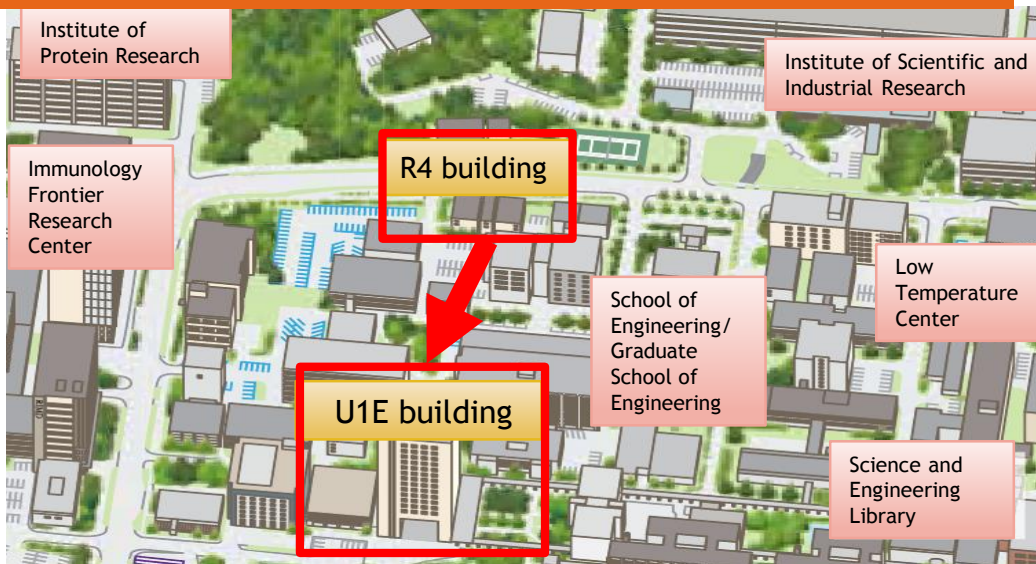 Institute of
Protein Research
Institute of Scientific and
Industrial Research
R4 building
Immunology
Frontier
Research
Center
Low
Temperature
Center
School of
Engineering/
Graduate
School of
Engineering
U1E building
Science and
Engineering
Library